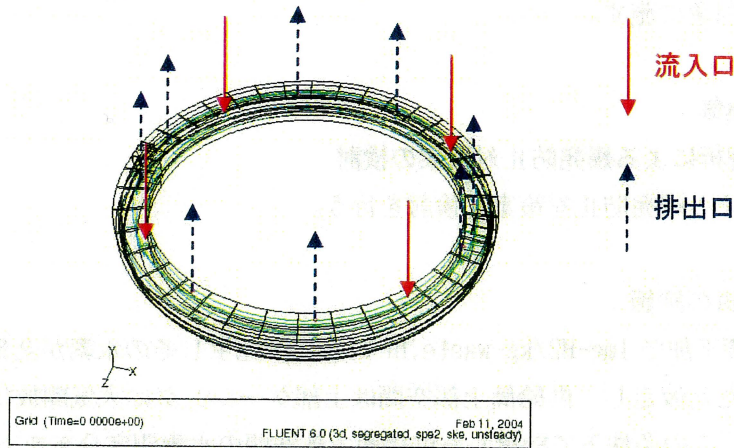 流入口
排出口
Y
X
Z
Grid (Time=0 0000e+00)
Feb 11, 2004
FLUENT 6 0 (3d, segregated, spe2, ske, unsteady)